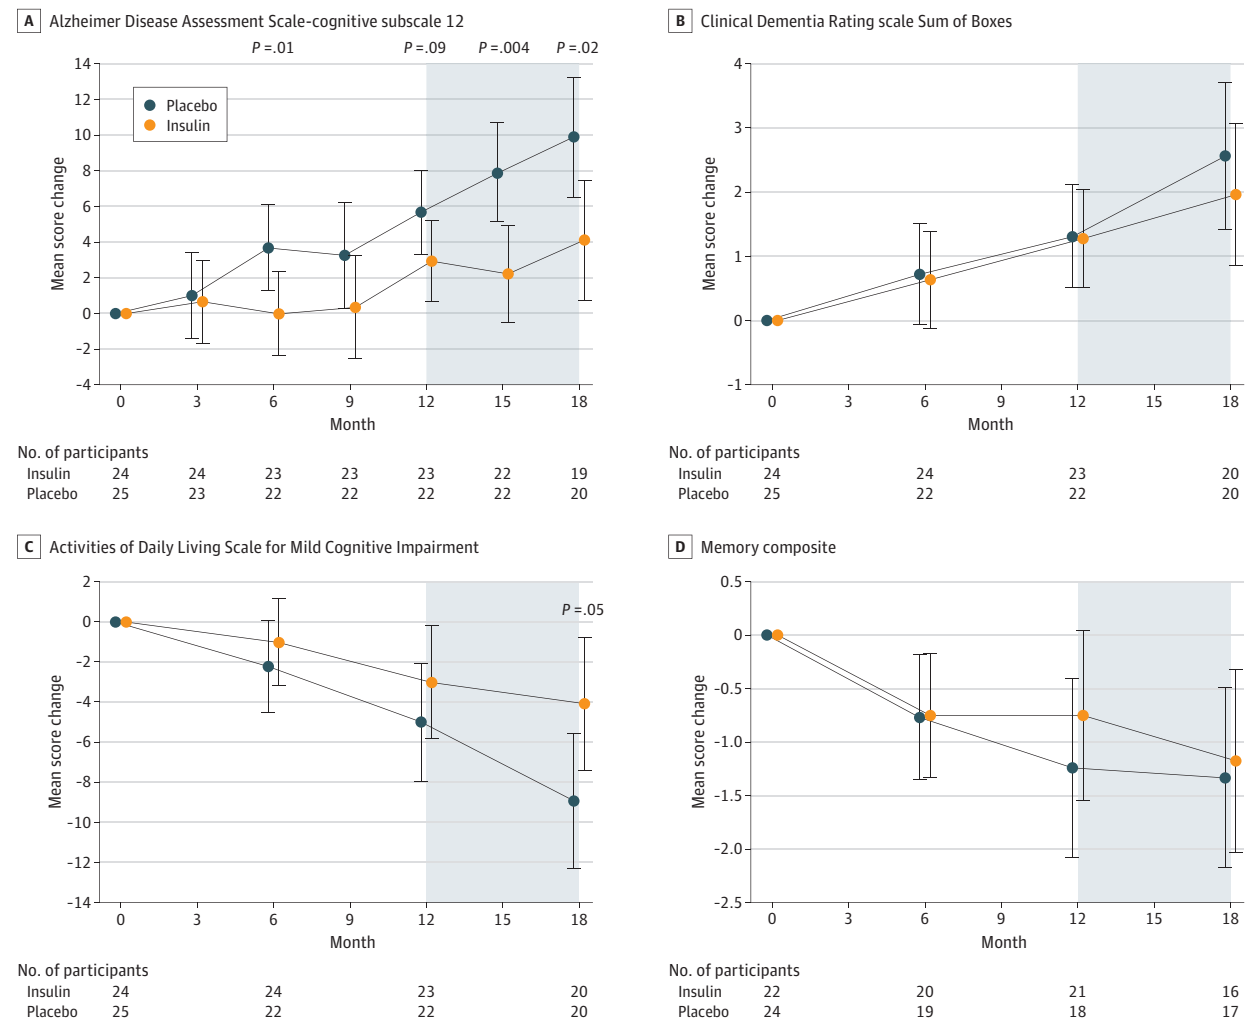 A Alzheimer Disease Assessment Scale-cognitive subscale 12
P =.01 P =.09 P =.004 P =.02
14
12
10
8
6
4
2
0
-2
-4
Mean score change
Placebo
Insulin
0 3 6 9 12 15 18
Month
No. of participants
Insulin 24 24 23 23 23 22 19
Placebo 25 23 22 22 22 22 20
B Clinical Dementia Rating scale Sum of Boxes
4
3
2
1
0
-1
Mean score change
0 3 6 9 12 15 18
Month
No. of participants
Insulin 24 24 23 20
Placebo 25 22 22 20
C Activities of Daily Living Scale for Mild Cognitive Impairment
P =.05
2
0
-2
-4
-6
-8
-10
-12
-14
Mean score change
0 3 6 9 12 15 18
Month
No. of participants
Insulin 24 24 23 20
Placebo 25 22 22 20
D Memory composite
0.5
0
-0.5
-1.0
-1.5
-2.0
-2.5
Mean score change
0 3 6 9 12 15 18
Month
No. of participants
Insulin 22 20 21 16
Placebo 24 19 18 17